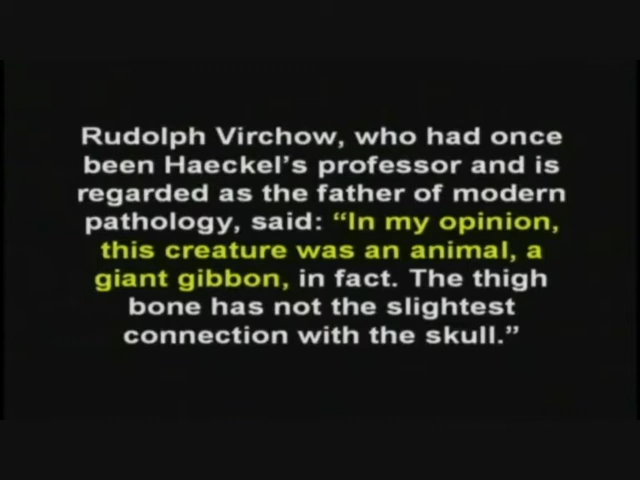 Rudolph Virchow, who had once
been Haeckel's professor and is
regarded as the father of modern
pathology, said: “In my opinion,
this creature was an animal, a
giant gibbon, in fact. The thigh
bone has not the slightest
connection with the skull.”